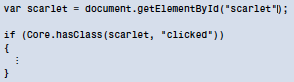 var scarlet = document.getElementById("scarlet");
if (Core.hasClass(scarlet, "clicked"))
{
⋮
}